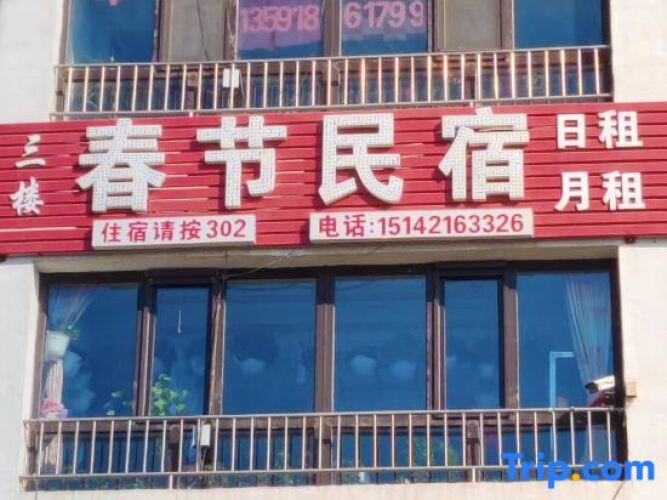 135918 61799
三楼
春节民宿
日租
月租
住宿请按302
电话:15142163326
Trip.com